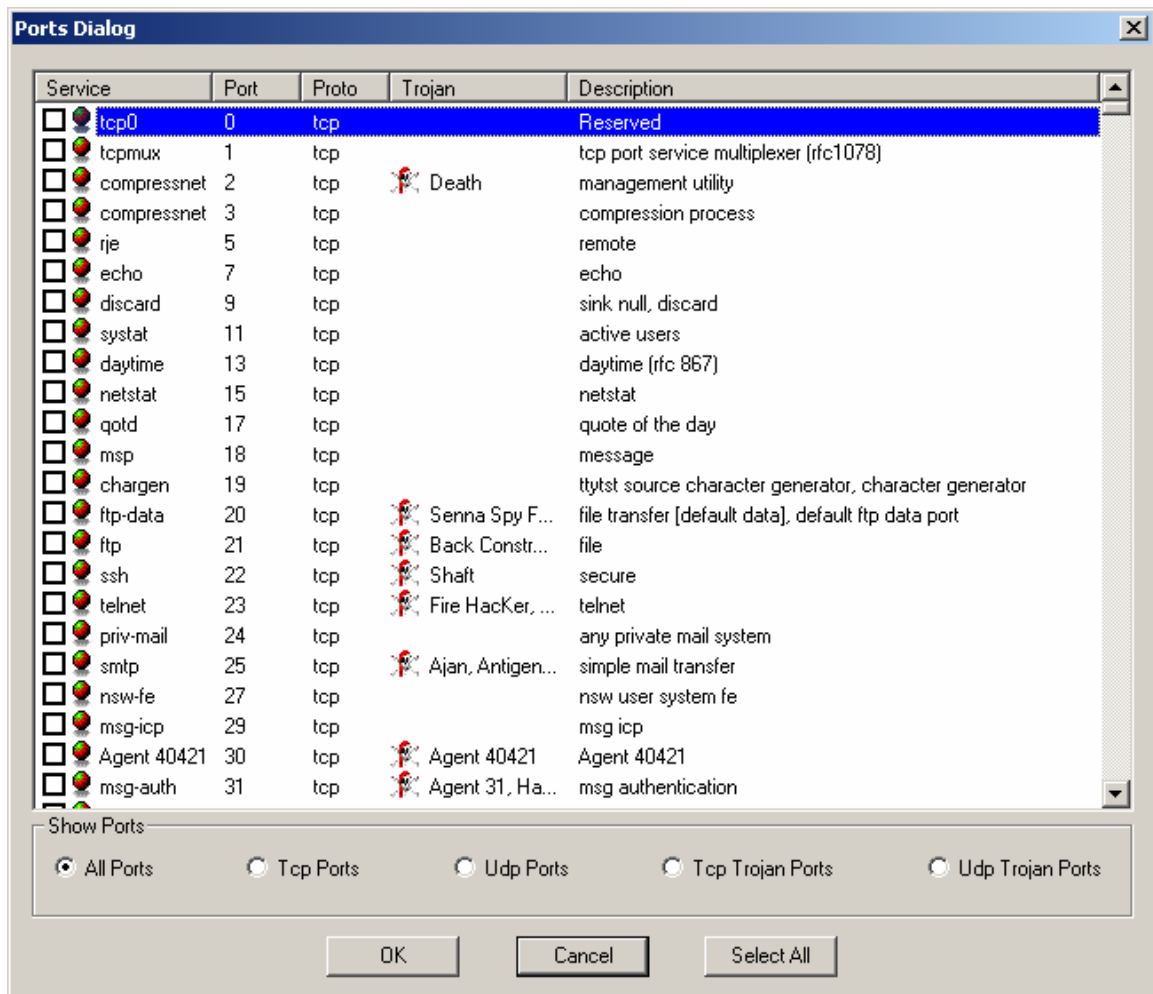 Ports Dialog
Service Port Proto Trojan Description
tcp0 0 tcp Reserved
tcpmux 1 tcp tcp port service multiplexer (rfc1078)
compressnet 2 tcp Death management utility
compressnet 3 tcp compression process
rje 5 tcp remote
echo 7 tcp echo
discard 9 tcp sink null, discard
systat 11 tcp active users
daytime 13 tcp daytime (rfc 867)
netstat 15 tcp netstat
qotd 17 tcp quote of the day
msp 18 tcp message
chargen 19 tcp ttytst source character generator, character generator
ftp-data 20 tcp Senna Spy F... file transfer [default data], default ftp data port
ftp 21 tcp Back Constr... file
ssh 22 tcp Shaft secure
telnet 23 tcp Fire HacKer, ... telnet
priv-mail 24 tcp any private mail system
smtp 25 tcp Ajan, Antigen... simple mail transfer
nsw-fe 27 tcp nsw user system fe
msg-icp 29 tcp msg icp
Agent 40421 30 tcp Agent 40421 Agent 40421
msg-auth 31 tcp Agent 31, Ha... msg authentication
Show Ports
All Ports Tcp Ports Udp Ports Tcp Trojan Ports Udp Trojan Ports
OK Cancel Select All